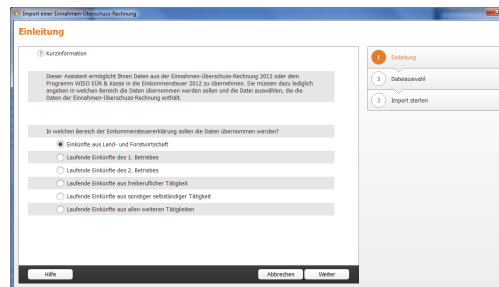 Import einer Einnahmen-Überschuss-Rechnung
Einleitung
? Kurzinformation
Dieser Assistent ermöglicht Ihnen Daten aus der Einnahmen-Überschuss-Rechnung 2012 oder dem
Programm WISO EÜR & Kasse in die Einkommensteuer 2012 zu übernehmen. Sie müssen dazu lediglich
angeben in welchen Bereich die Daten übernommen werden sollen und die Datei auswählen, die die
Daten der Einnahmen-Überschuss-Rechnung enthält.
In welchen Bereich der Einkommensteuererklärung sollen die Daten übernommen werden?
Einkünfte aus Land- und Forstwirtschaft
Laufende Einkünfte des 1. Betriebes
Laufende Einkünfte des 2. Betriebes
Laufende Einkünfte aus freiberuflicher Tätigkeit
Laufende Einkünfte aus sonstiger selbständiger Tätigkeit
Laufende Einkünfte aus allen weiteren Tätigkeiten
Hilfe
Abbrechen
Weiter
1 Einleitung
2 Dateiauswahl
3 Import starten